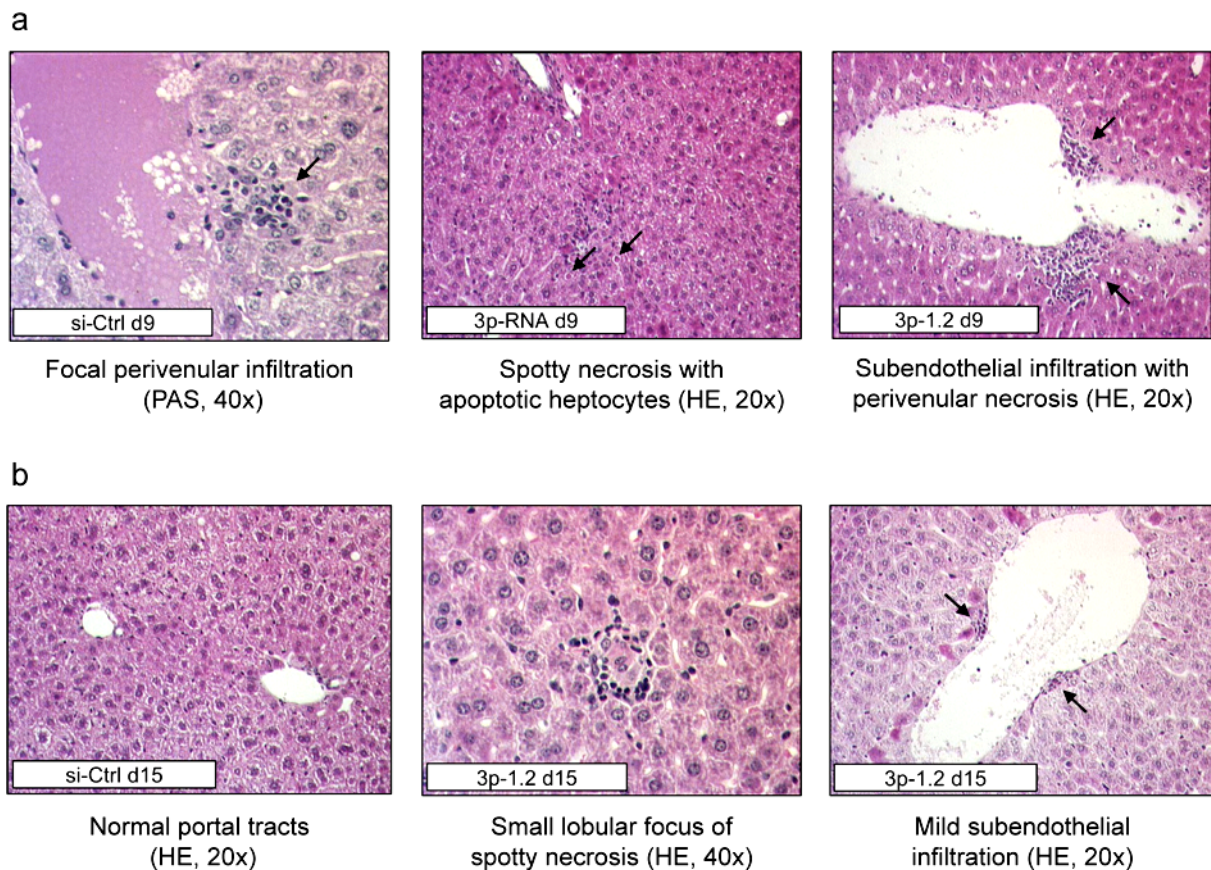 a
si-Ctrl d9
3p-RNA d9
3p-1.2 d9
Focal perivenular infiltration
(PAS, 40x)
Spotty necrosis with
apoptotic heptocytes (HE, 20x)
Subendothelial infiltration with
perivenular necrosis (HE, 20x)
b
si-Ctrl d15
3p-1.2 d15
3p-1.2 d15
Normal portal tracts
(HE, 20x)
Small lobular focus of
spotty necrosis (HE, 40x)
Mild subendothelial
infiltration (HE, 20x)